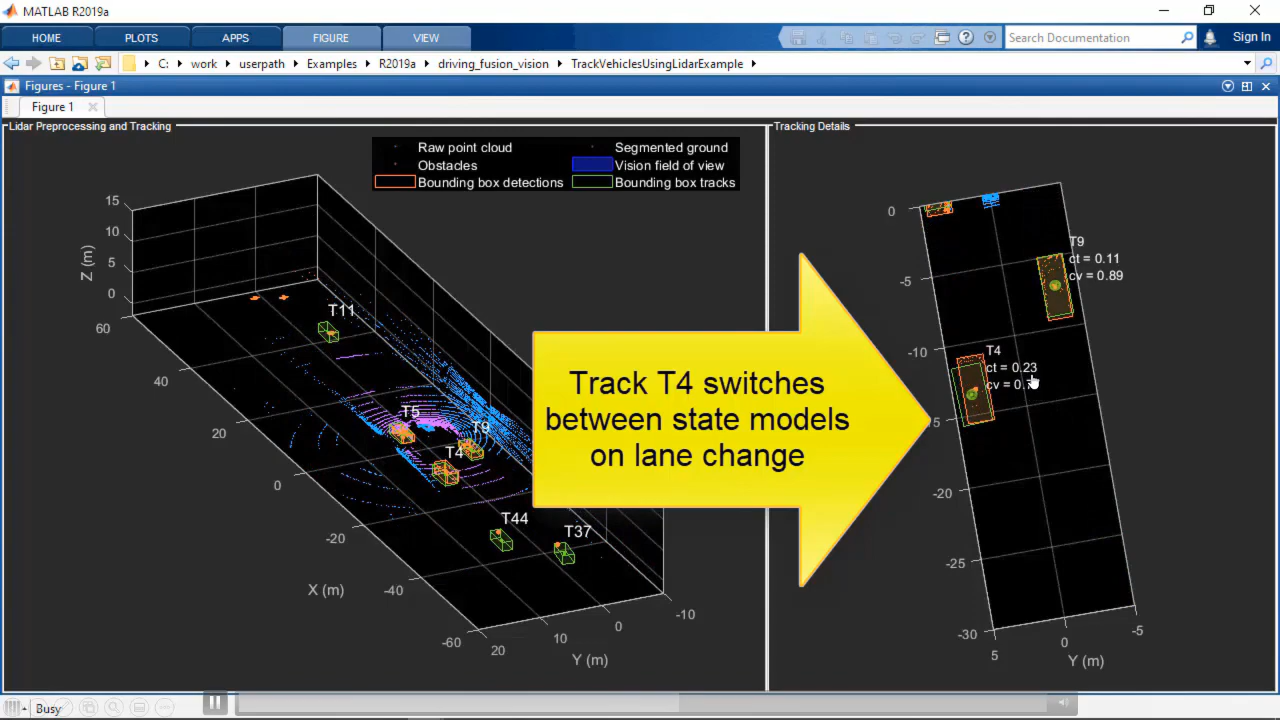 MATLAB R2019a
HOME PLOTS APPS FIGURE VIEW
Search Documentation
Sign In
C: work userpath Examples R2019a driving_fusion_vision TrackVehiclesUsingLidarExample
Figures - Figure 1
Figure 1
Lidar Preprocessing and Tracking
Raw point cloud
Segmented ground
Obstacles
Vision field of view
Bounding box detections
Bounding box tracks
15
10
5
0
Z (m)
60
40
20
0
-20
-40
-60
X (m)
20
10
0
-10
Y (m)
T11
T5
T9
T4
T44
T37
Track T4 switches
between state models
on lane change
Tracking Details
0
-5
-10
-20
-25
-30
5
0
-5
Y (m)
T9
ct = 0.11
cv = 0.89
T4
ct = 0.23
cv = 0.
Busy